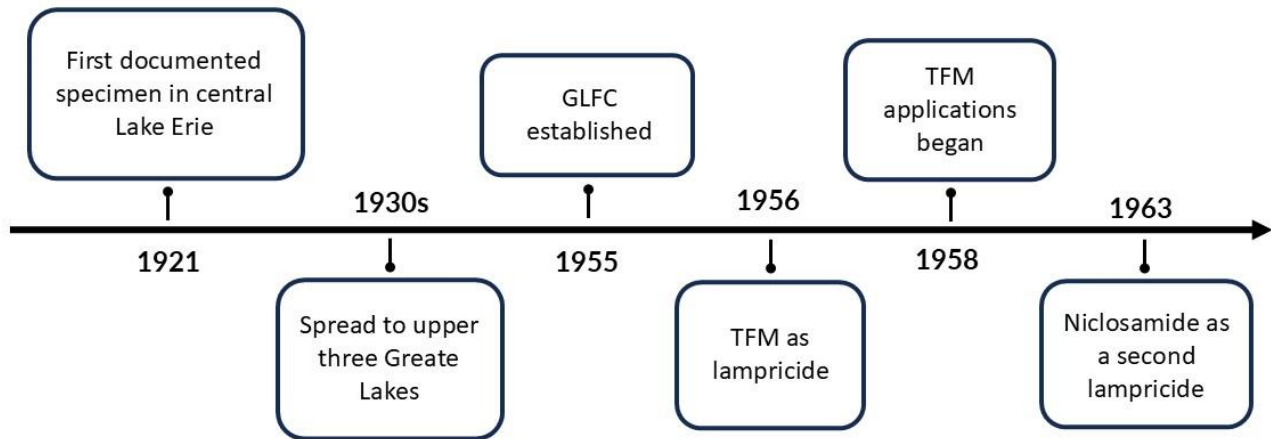 First documented
specimen in central
Lake Erie
1921
1930s
Spread to upper
three Greate
Lakes
GLFC
established
1955
1956
TFM as
lampricide
TFM
applications
began
1958
1963
Niclosamide as
a second
lampricide